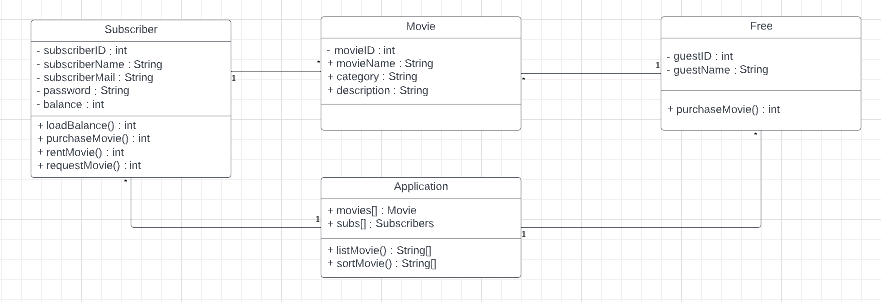 Subscriber
- subscriberID : int
- subscriberName : String
- subscriberMail : String
- password : String
- balance : int
+ loadBalance() : int
+ purchaseMovie() : int
+ rentMovie() : int
+ requestMovie() : int
1
*
*
Movie
- movieID : int
+ movieName : String
+ category : String
+ description : String
*
1
Free
- guestID : int
- guestName : String
+ purchaseMovie() : int
*
Application
+ movies[] : Movie
+ subs[] : Subscribers
+ listMovie() : String[]
+ sortMovie() : String[]
1
1